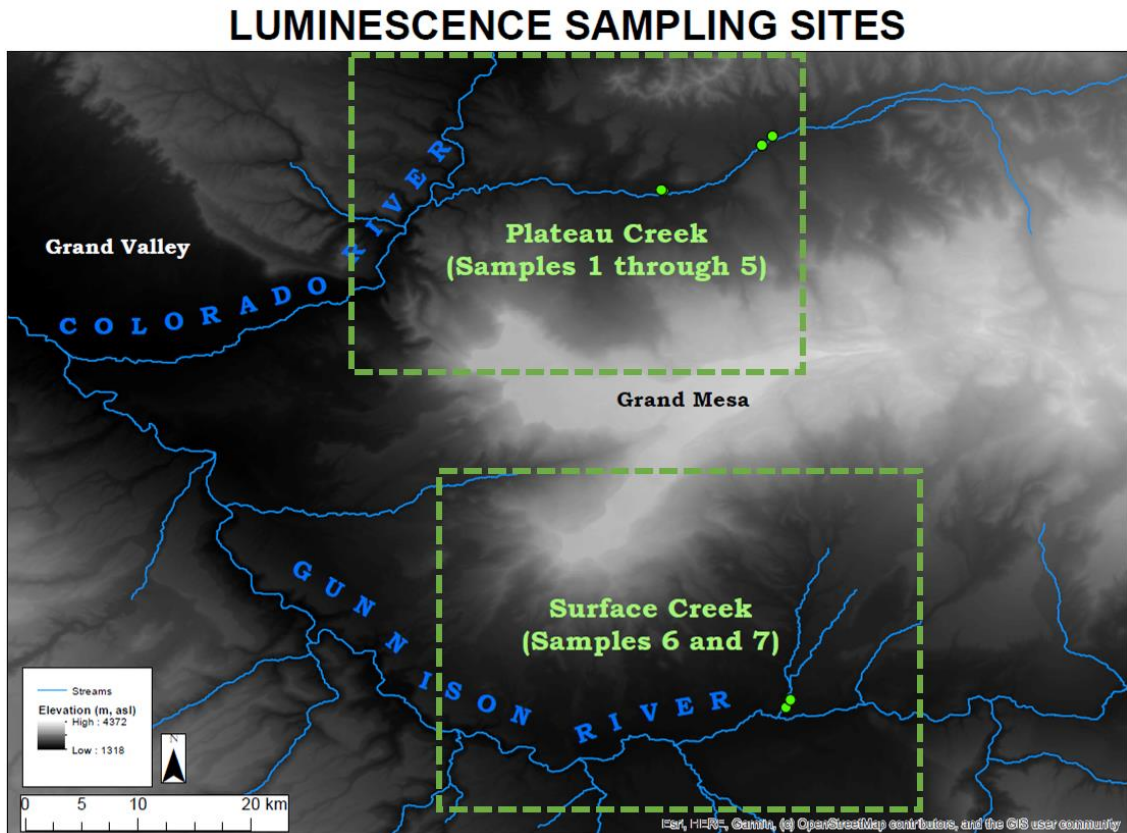 LUMINESCENCE SAMPLING SITES
COLORADO RIVER
Grand Valley
Plateau Creek
(Samples 1 through 5)
Grand Mesa
GUNNISON RIVER
Surface Creek
(Samples 6 and 7)
Streams
Elevation (m, asl)
High : 4372
Low : 1318
N
0 5 10 20 km
Esri, HERE, Garmin, (c) OpenStreetMap contributors, and the GIS user community